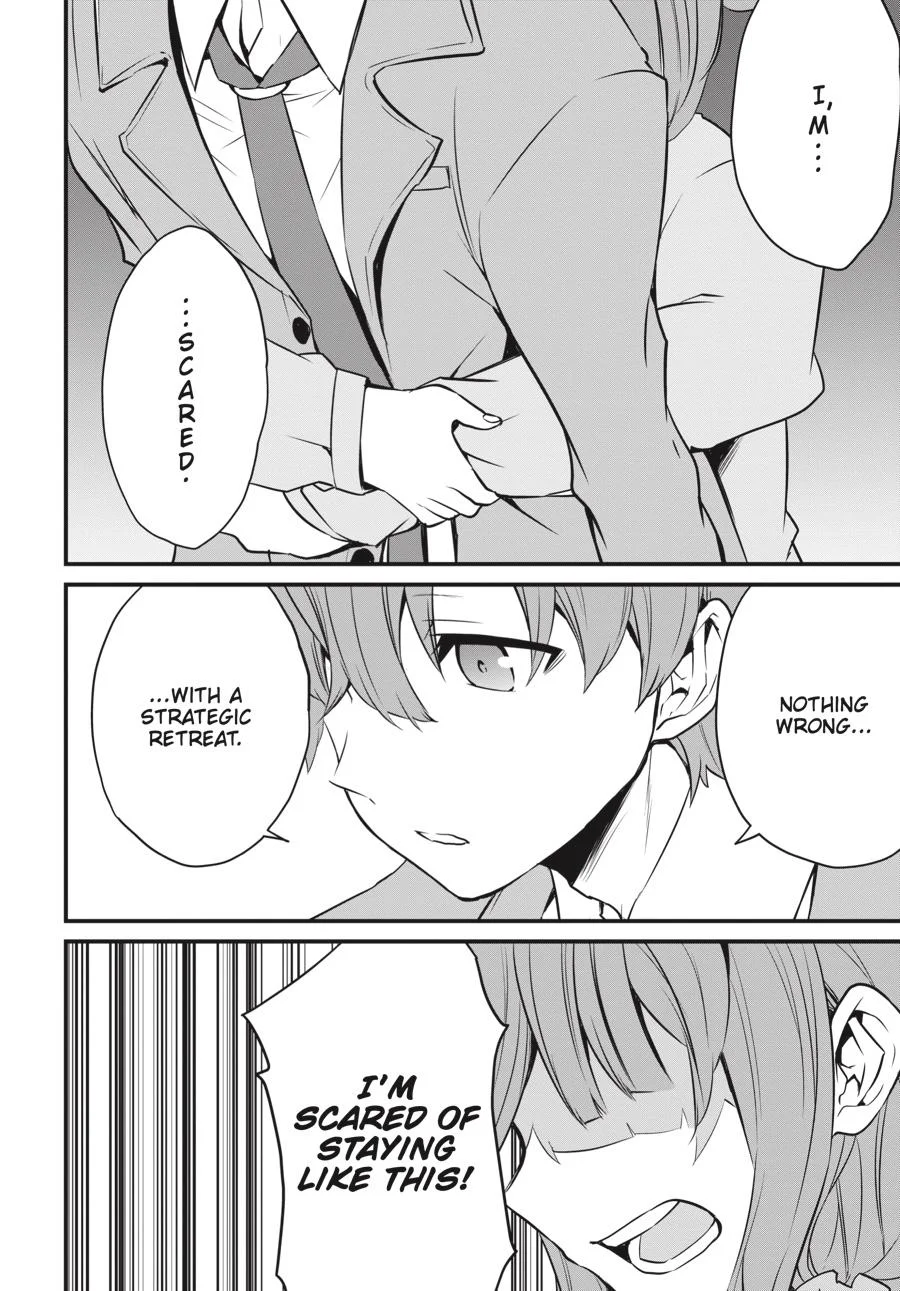 I,
M...
...SCARED.
NOTHING
WRONG...
...WITH A
STRATEGIC
RETREAT.
I'M
SCARED OF
STAYING
LIKE THIS!